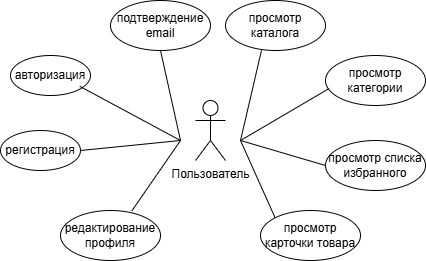 подтверждение
email
просмотр
каталога
авторизация
просмотр
категории
регистрация
просмотр списка
избранного
Пользователь
редактирование
профиля
просмотр
карточки товара